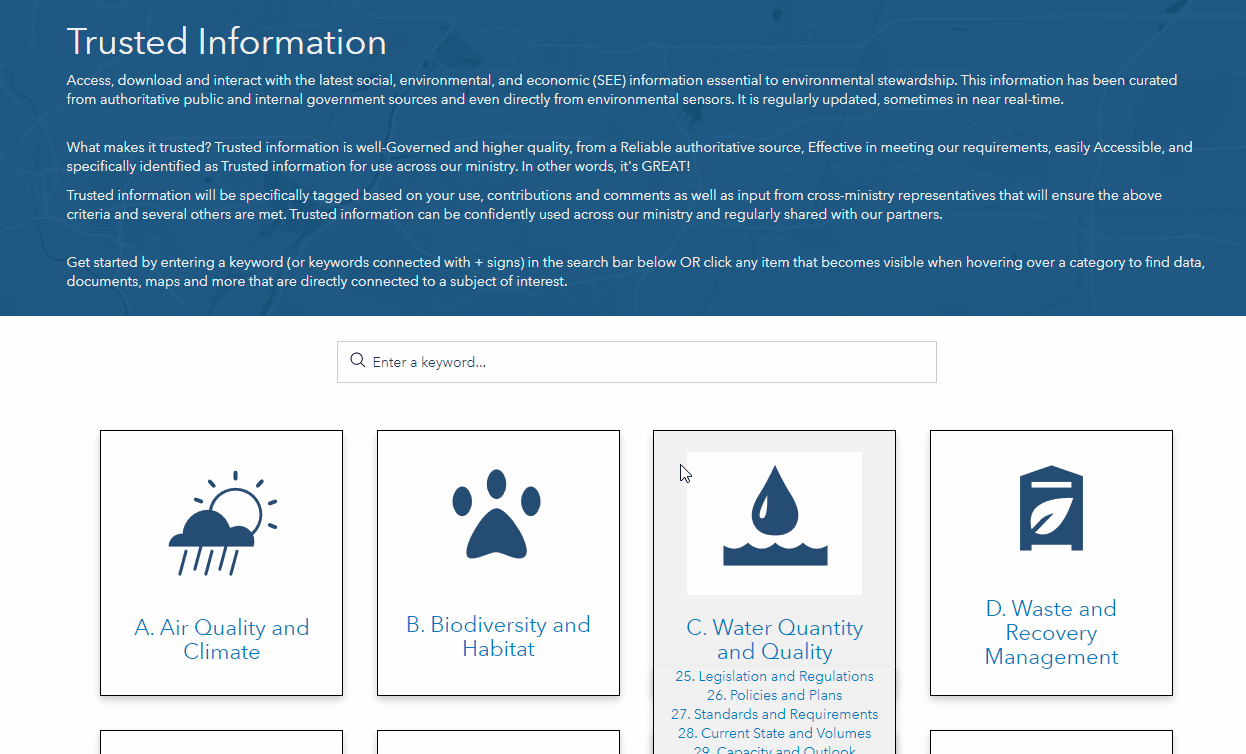 Trusted Information
Access, download and interact with the latest social, environmental, and economic (SEE) information essential to environmental stewardship. This information has been curated
from authoritative public and internal government sources and even directly from environmental sensors. It is regularly updated, sometimes in near real-time.
What makes it trusted? Trusted information is well-Governed and higher quality, from a Reliable authoritative source, Effective in meeting our requirements, easily Accessible, and
specifically identified as Trusted information for use across our ministry. In other words, it's GREAT!
Trusted information will be specifically tagged based on your use, contributions and comments as well as input from cross-ministry representatives that will ensure the above
criteria and several others are met. Trusted information can be confidently used across our ministry and regularly shared with our partners.
Get started by entering a keyword (or keywords connected with + signs) in the search bar below OR click any item that becomes visible when hovering over a category to find data,
documents, maps and more that are directly connected to a subject of interest.
Enter a keyword...
A. Air Quality and
Climate
B. Biodiversity and
Habitat
C. Water Quantity
and Quality
25. Legislation and Regulations
26. Policies and Plans
27. Standards and Requirements
28. Current State and Volumes
29. Capacity and Outlook
D. Waste and
Recovery
Management